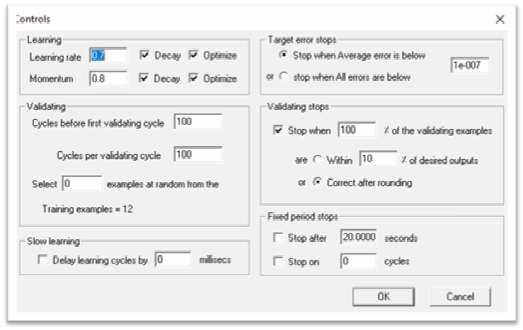 Controls
Learning
Learning rate 0.7 Decay Optimize
Momentum 0.8 Decay Optimize
Validating
Cycles before first validating cycle 100
Cycles per validating cycle 100
Select 0 examples at random from the
Training examples = 12
Slow learning
Delay learning cycles by 0 millisecs
Target error stops
Stop when Average error is below
or stop when All errors are below
1e-007
Validating stops
Stop when 100 % of the validating examples
are Within 10 % of desired outputs
or Correct after rounding
Fixed period stops
Stop after 20.0000 seconds
Stop on 0 cycles
OK Cancel